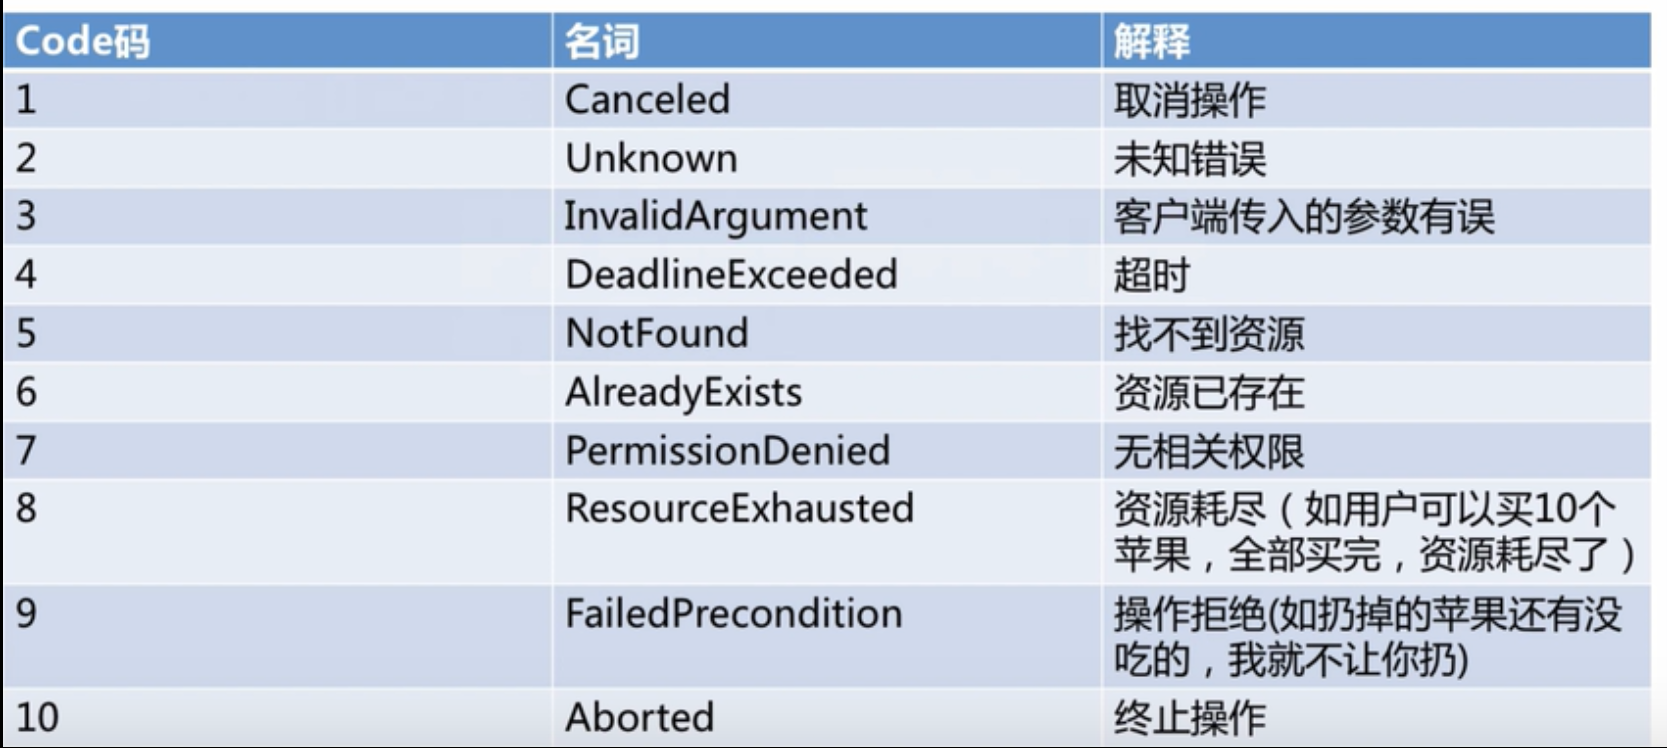 Code码 名词 解释
1 Canceled 取消操作
2 Unknown 未知错误
3 InvalidArgument 客户端传入的参数有误
4 DeadlineExceeded 超时
5 NotFound 找不到资源
6 AlreadyExists 资源已存在
7 PermissionDenied 无相关权限
8 ResourceExhausted 资源耗尽（如用户可以买10个
苹果，全部买完，资源耗尽了）
9 FailedPrecondition 操作拒绝(如扔掉的苹果还有没
吃的，我就不让你扔)
10 Aborted 终止操作